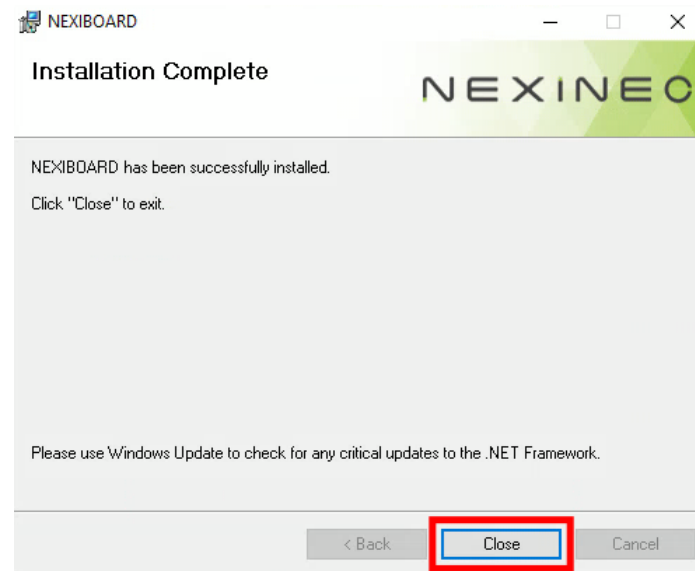 NEXIBOARD
Installation Complete
NEXINEO
NEXIBOARD has been successfully installed.
Click "Close" to exit.
Please use Windows Update to check for any critical updates to the .NET Framework.
< Back Close Cancel